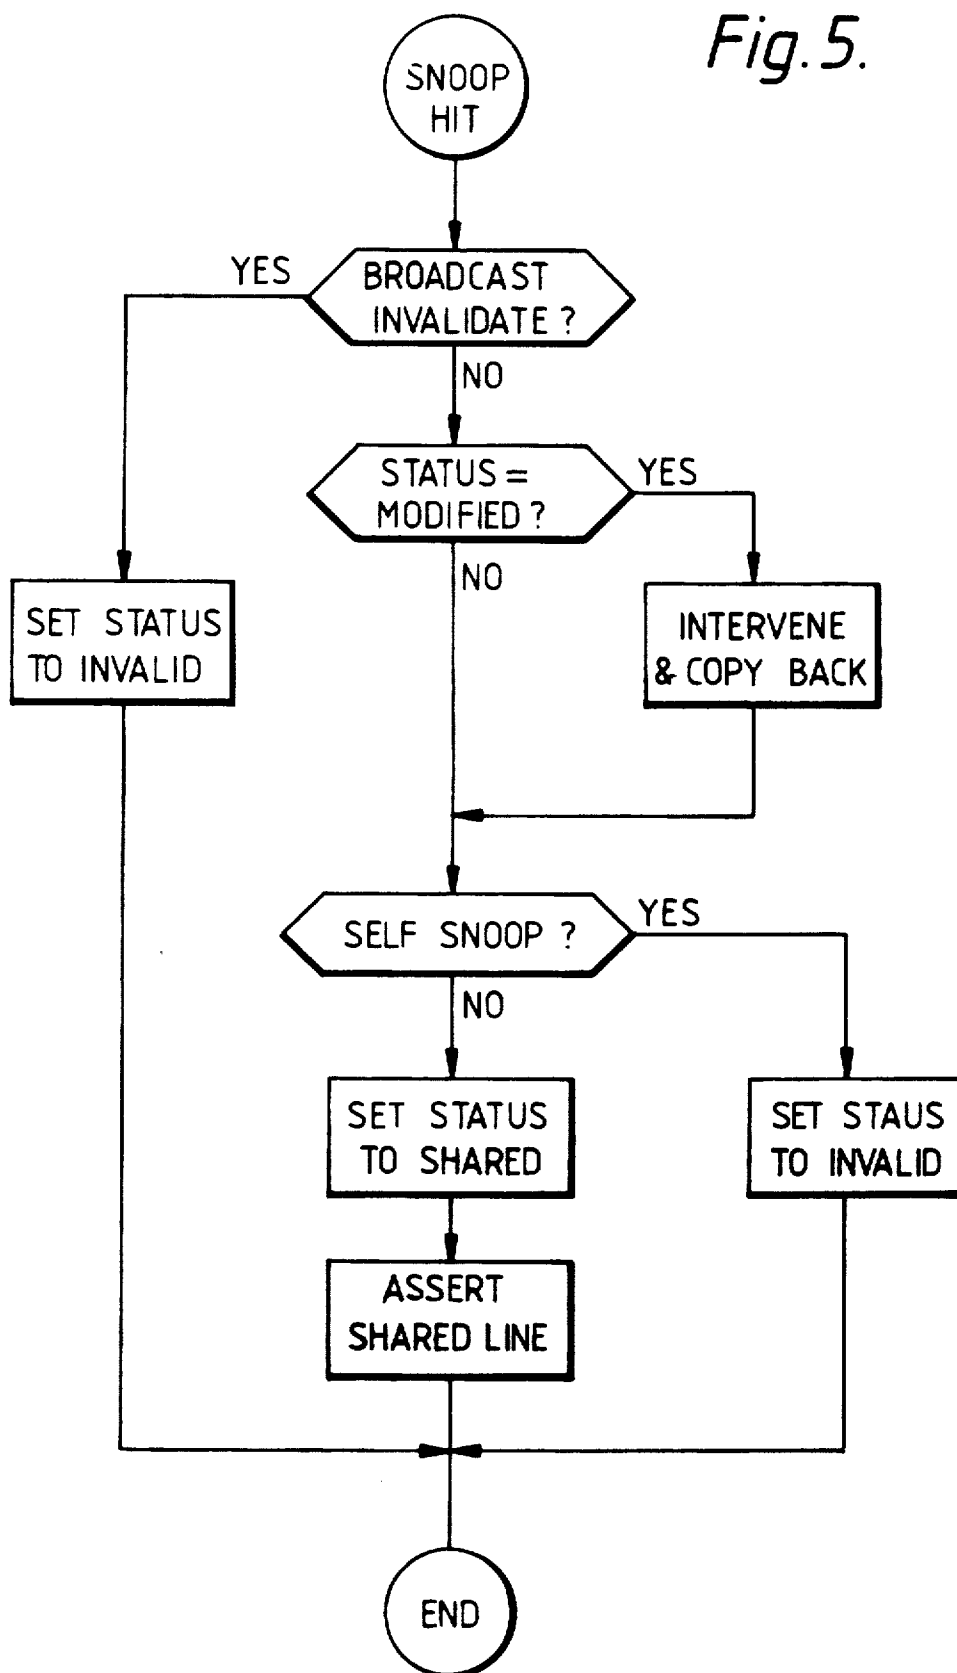 Fig. 5.
SNOOP
HIT
YES
BROADCAST
INVALIDATE ?
NO
STATUS =
MODIFIED ?
YES
NO
SET STATUS
TO INVALID
INTERVENE
& COPY BACK
SELF SNOOP ?
YES
NO
SET STATUS
TO SHARED
SET STAUS
TO INVALID
ASSERT
SHARED LINE
END